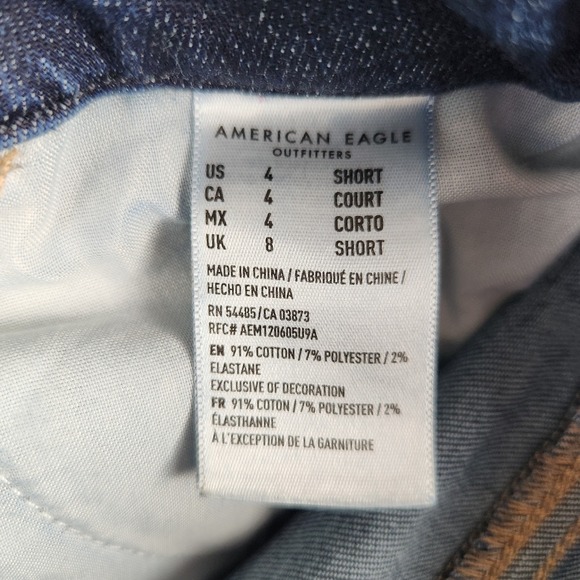 AMERICAN EAGLE
OUTFITTERS
US 4 SHORT
CA 4 COURT
MX 4 CORTO
UK 8 SHORT
MADE IN CHINA / FABRIQUÉ EN CHINE /
HECHO EN CHINA
RN 54485/CA 03873
RFC# AEM120605U9A
EN 91% COTTON / 7% POLYESTER / 2%
ELASTANE
EXCLUSIVE OF DECORATION
FR 91% COTON / 7% POLYESTER / 2%
ÉLASTHANNE
À L'EXCEPTION DE LA GARNITURE